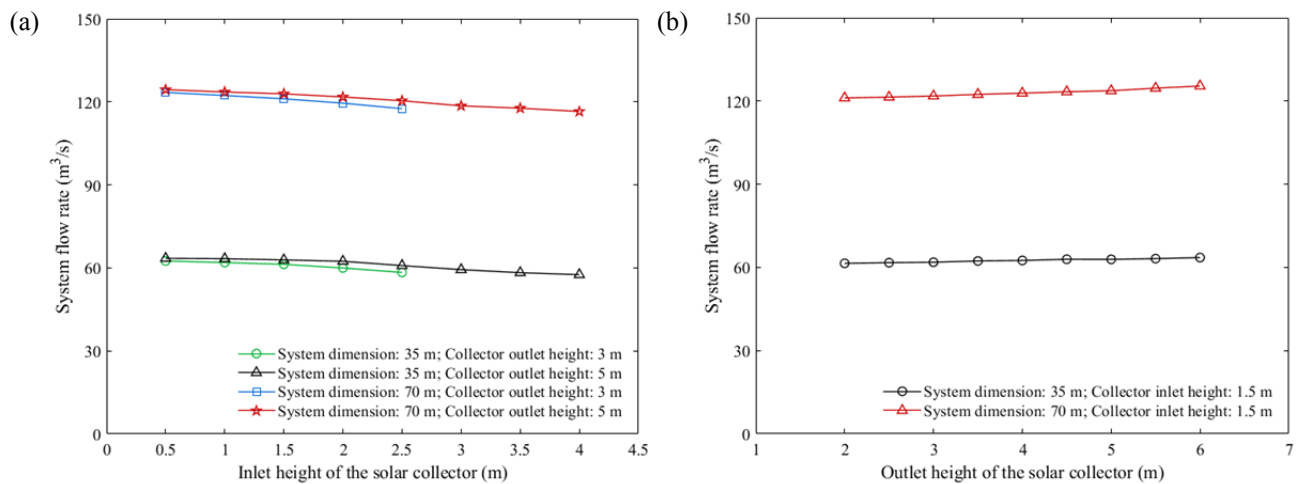 (a)
150
120
90
60
30
0
System flow rate (m³/s)
System dimension: 35 m; Collector outlet height: 3 m
System dimension: 35 m; Collector outlet height: 5 m
System dimension: 70 m; Collector outlet height: 3 m
System dimension: 70 m; Collector outlet height: 5 m
0 0.5 1 1.5 2 2.5 3 3.5 4 4.5
Inlet height of the solar collector (m)
(b)
150
120
90
60
30
0
System flow rate (m³/s)
System dimension: 35 m; Collector inlet height: 1.5 m
System dimension: 70 m; Collector inlet height: 1.5 m
1 2 3 4 5 6 7
Outlet height of the solar collector (m)